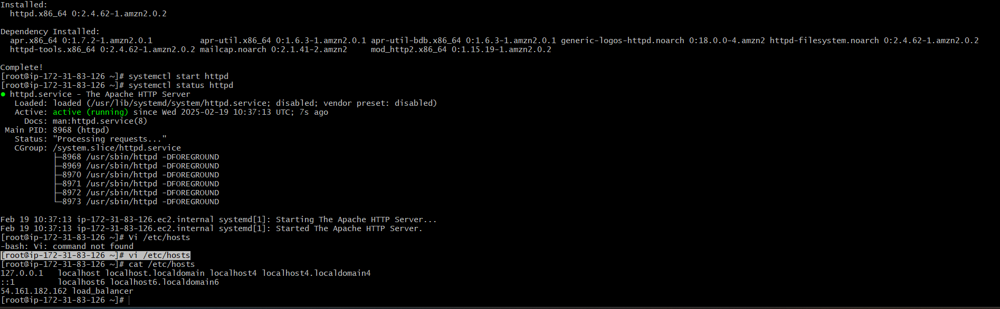 Installed:
  httpd.x86_64 0:2.4.62-1.amzn2.0.2

Dependency Installed:
  apr.x86_64 0:1.7.2-1.amzn2.0.1          apr-util.x86_64 0:1.6.3-1.amzn2.0.1 apr-util-bdb.x86_64 0:1.6.3-1.amzn2.0.1 generic-logos-httpd.noarch 0:18.0.0-4.amzn2 httpd-filesystem.noarch 0:2.4.62-1.amzn2.0.2
  httpd-tools.x86_64 0:2.4.62-1.amzn2.0.2 mailcap.noarch 0:2.1.41-2.amzn2     mod_http2.x86_64 0:1.15.19-1.amzn2.0.2

Complete!
[root@ip-172-31-83-126 ~]# systemctl start httpd
[root@ip-172-31-83-126 ~]# systemctl status httpd
● httpd.service - The Apache HTTP Server
   Loaded: loaded (/usr/lib/systemd/system/httpd.service; disabled; vendor preset: disabled)
   Active: active (running) since Wed 2025-02-19 10:37:13 UTC; 7s ago
     Docs: man:httpd.service(8)
 Main PID: 8968 (httpd)
   Status: "Processing requests..."
   CGroup: /system.slice/httpd.service
           ├─8968 /usr/sbin/httpd -DFOREGROUND
           ├─8969 /usr/sbin/httpd -DFOREGROUND
           ├─8970 /usr/sbin/httpd -DFOREGROUND
           ├─8971 /usr/sbin/httpd -DFOREGROUND
           ├─8972 /usr/sbin/httpd -DFOREGROUND
           └─8973 /usr/sbin/httpd -DFOREGROUND

Feb 19 10:37:13 ip-172-31-83-126.ec2.internal systemd[1]: Starting The Apache HTTP Server...
Feb 19 10:37:13 ip-172-31-83-126.ec2.internal systemd[1]: Started The Apache HTTP Server.
[root@ip-172-31-83-126 ~]# Vi /etc/hosts
-bash: Vi: command not found
[root@ip-172-31-83-126 ~]# vi /etc/hosts
[root@ip-172-31-83-126 ~]# cat /etc/hosts
127.0.0.1   localhost localhost.localdomain localhost4 localhost4.localdomain4
::1         localhost6 localhost6.localdomain6
54.161.182.162 load_balancer
[root@ip-172-31-83-126 ~]#